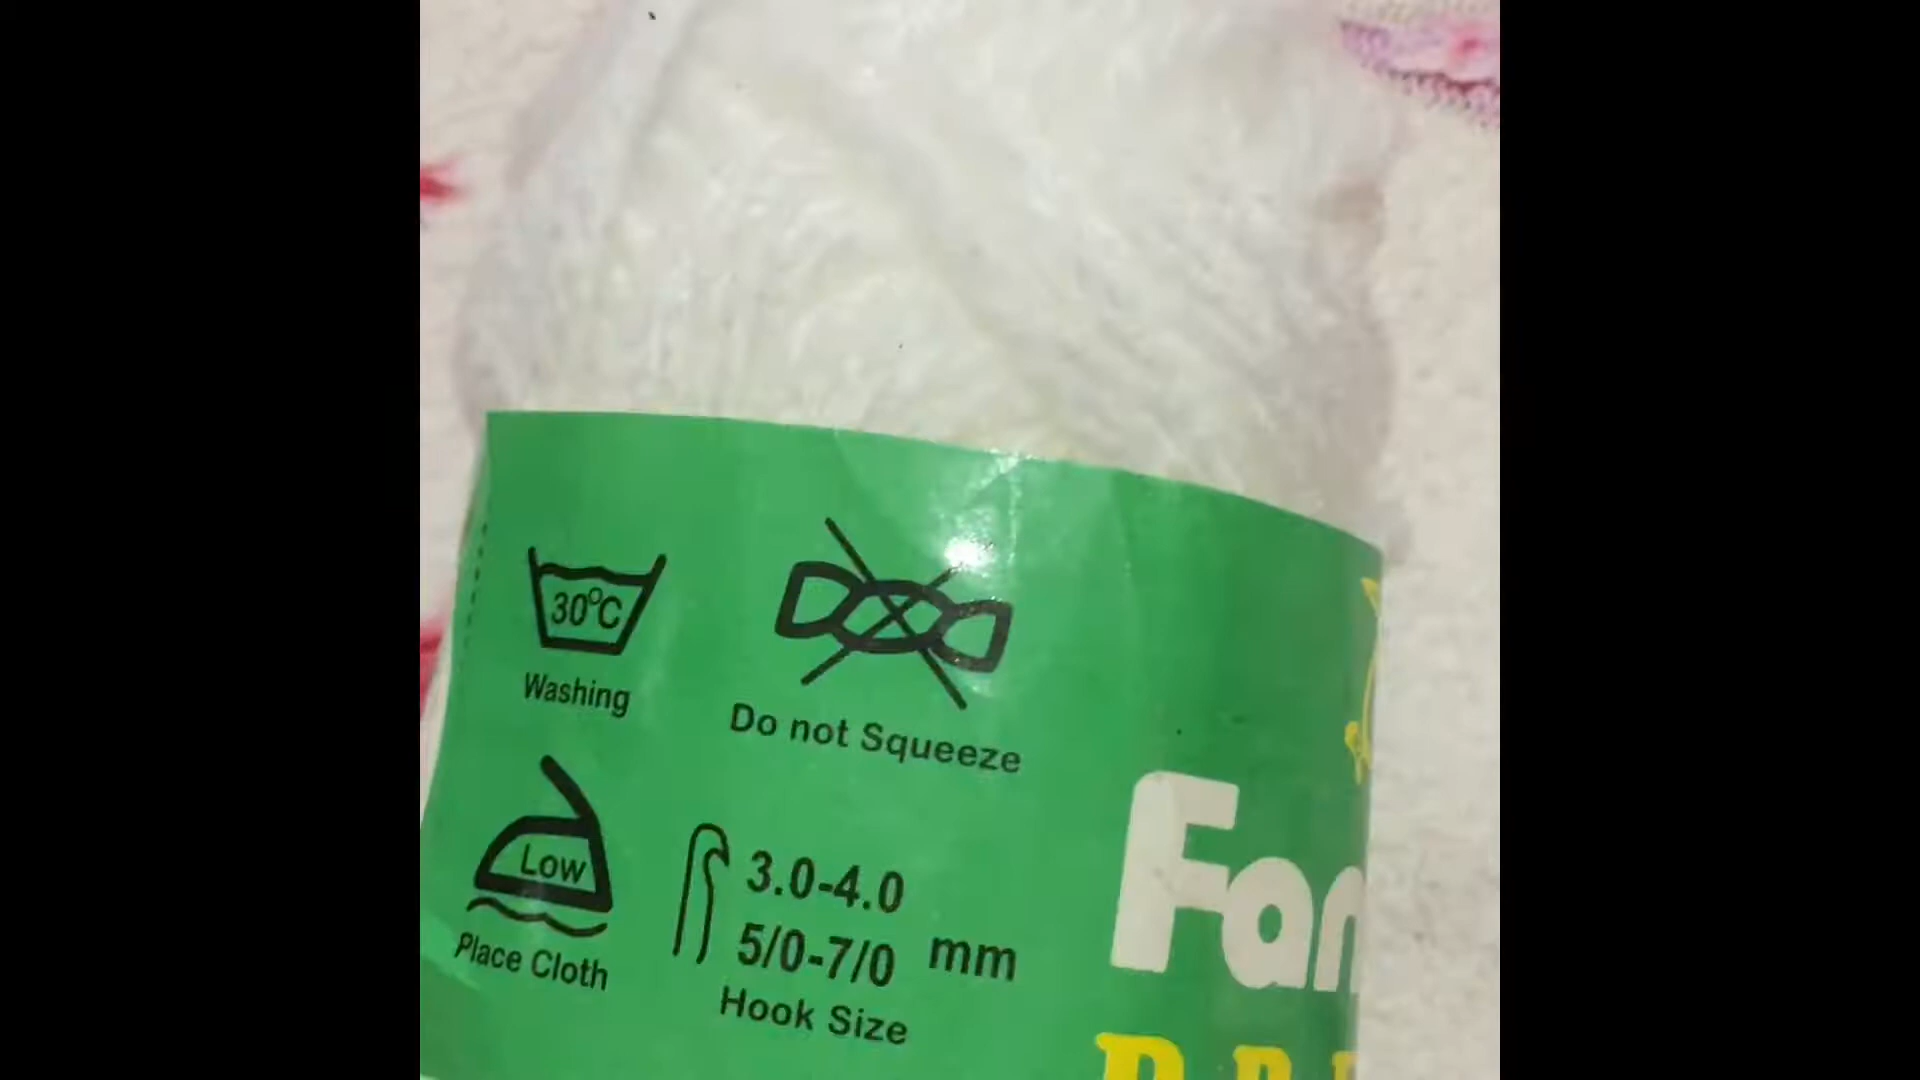 30°C
Washing
Do not Squeeze
Low
Place Cloth
3.0-4.0
5/0-7/0 mm
Hook Size